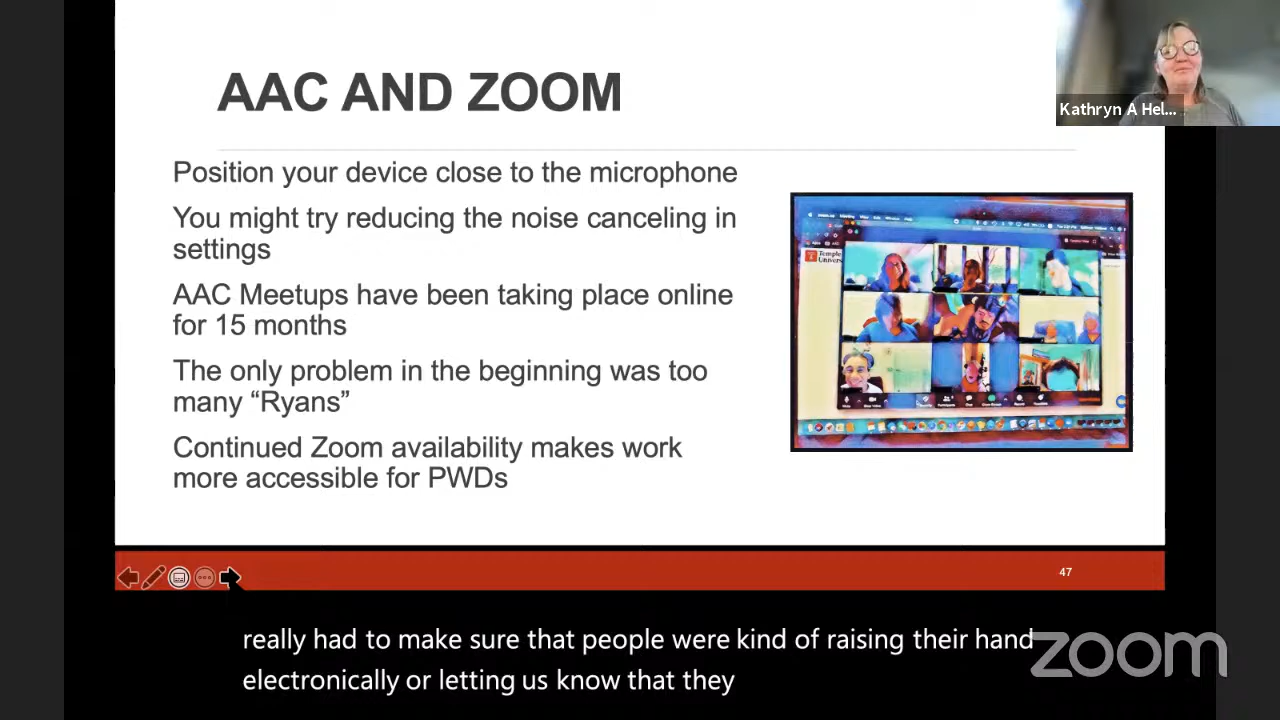 AAC AND ZOOM
Kathryn A Hel...
Position your device close to the microphone
You might try reducing the noise canceling in
settings
AAC Meetups have been taking place online
for 15 months
The only problem in the beginning was too
many “Ryans”
Continued Zoom availability makes work
more accessible for PWDs
Temple
Univers
47
really had to make sure that people were kind of raising their hand
electronically or letting us know that they
zoom